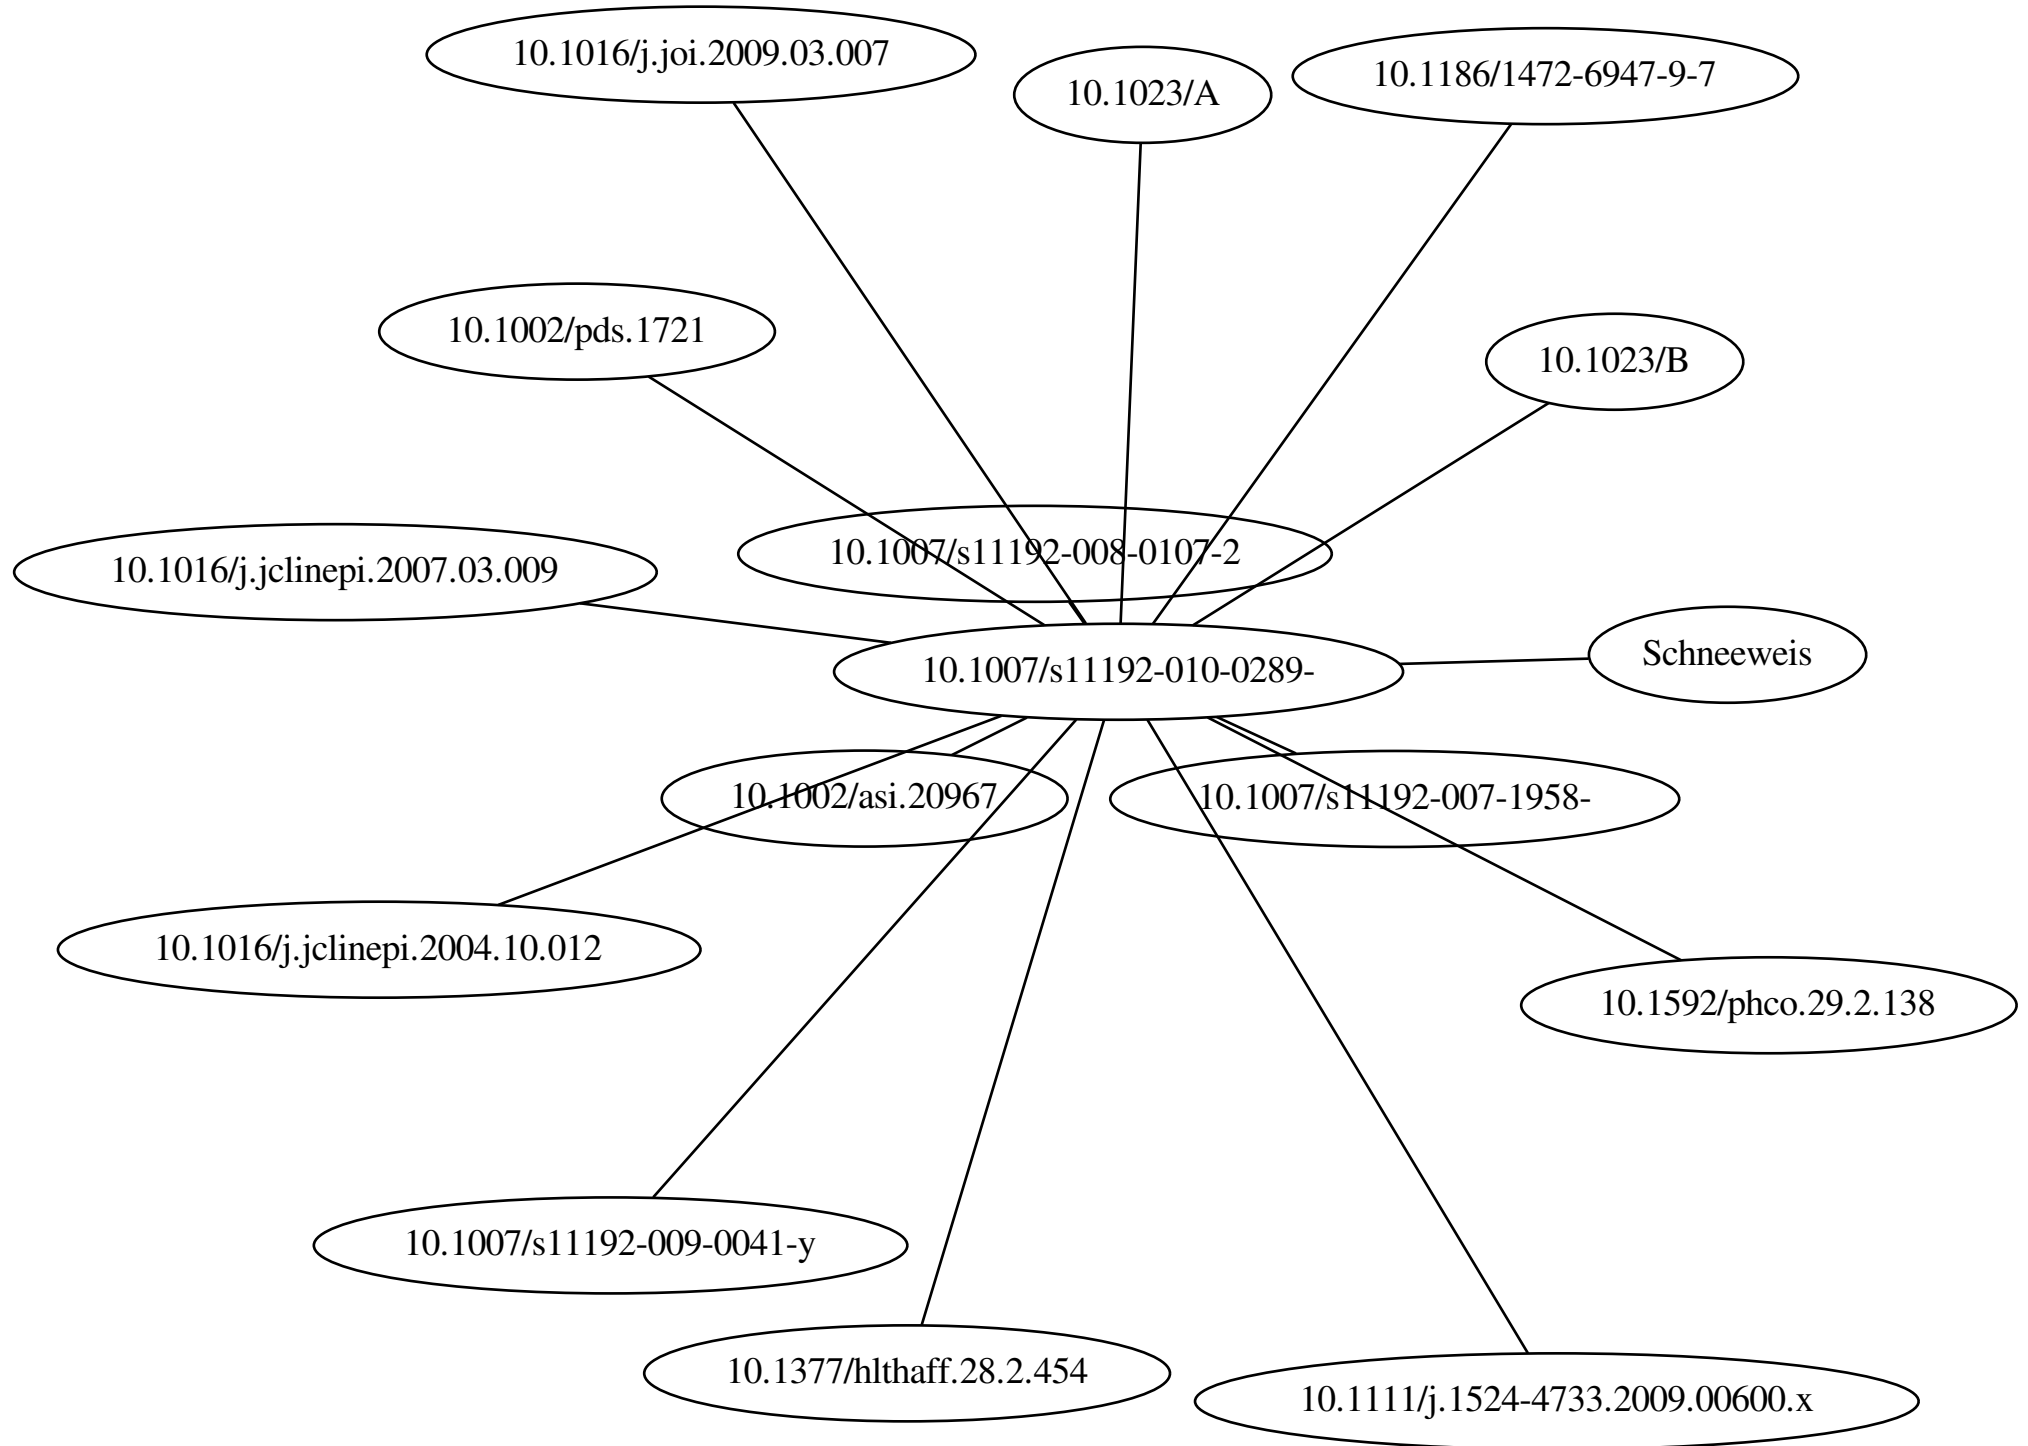 10.1016/j.joi.2009.03.007
10.1023/A
10.1186/1472-6947-9-7
10.1002/pds.1721
10.1023/B
10.1007/s11192-008-0107-2
10.1016/j.jclinepi.2007.03.009
Schneeweis
10.1007/s11192-010-0289-
10.1002/asi.20967
10.1007/s11192-007-1958-
10.1016/j.jclinepi.2004.10.012
10.1592/phco.29.2.138
10.1007/s11192-009-0041-y
10.1377/hlthaff.28.2.454
10.1111/j.1524-4733.2009.00600.x